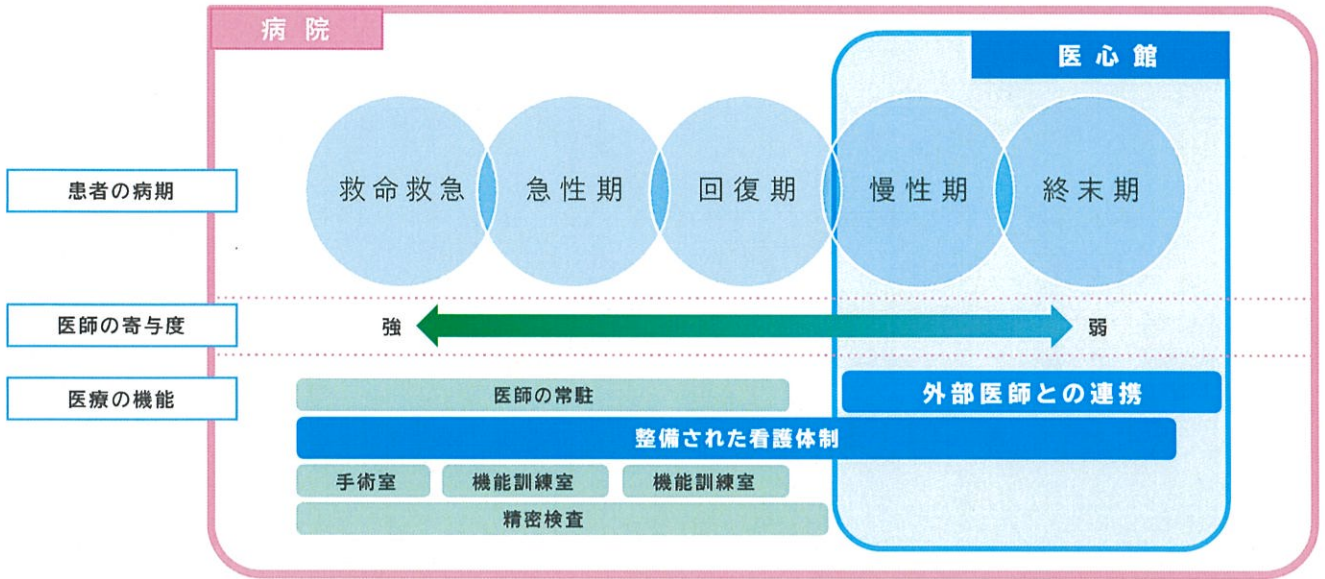 病院
医心館
患者の病期
救命救急
急性期
回復期
慢性期
終末期
医師の寄与度
強
弱
医療の機能
医師の常駐
外部医師との連携
整備された看護体制
手術室
機能訓練室
機能訓練室
精密検査